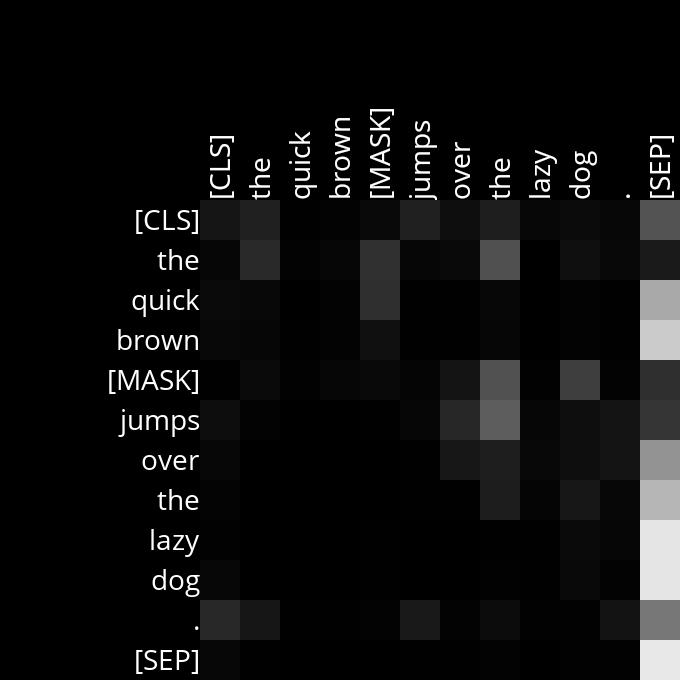 [CLS]
the
quick
brown
[MASK]
jumps
over
the
lazy
dog
.
[SEP]
[CLS]
the
quick
brown
[MASK]
jumps
over
the
lazy
dog
.
[SEP]